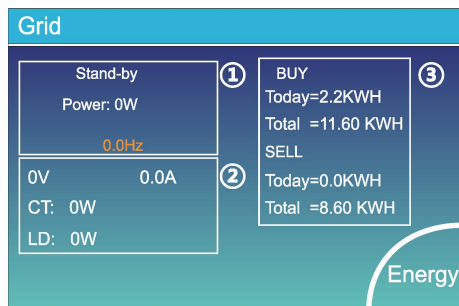 Grid
Stand-by
Power: 0W
0.0Hz
①
0V 0.0A
CT: 0W
LD: 0W
②
BUY
Today=2.2KWH
Total =11.60 KWH
SELL
Today=0.0KWH
Total =8.60 KWH
③
Energy